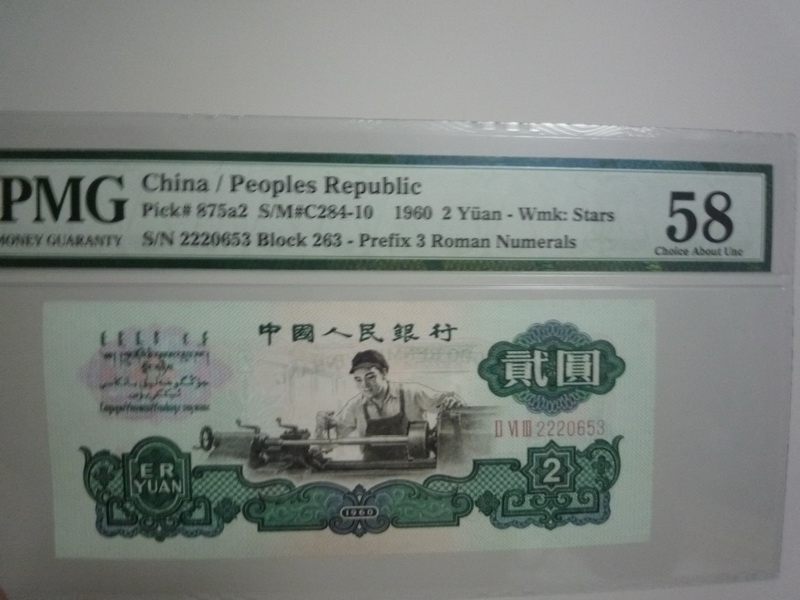 PMG
MONEY GUARANTY
China / Peoples Republic
Pick# 875a2 S/M#C284-10 1960 2 Yüan - Wmk: Stars
S/N 2220653 Block 263 - Prefix 3 Roman Numerals
58
Choice About Unc
中國人民銀行
貳圓
II VI III 2220653
ER
YUAN
2
1960